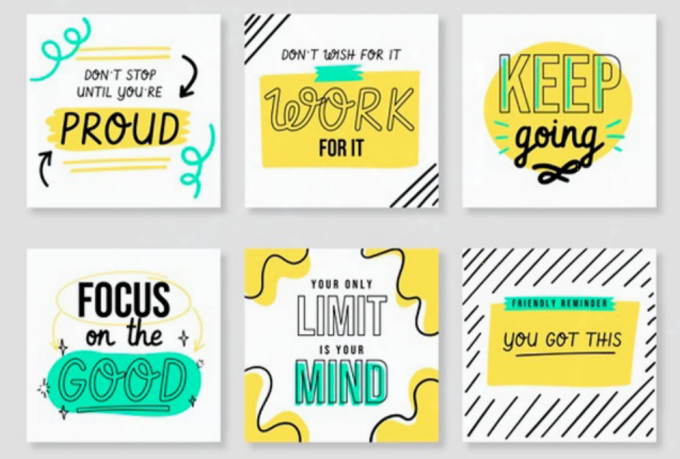 DON'T STOP
UNTIL YOU'RE
PROUD
DON'T WISH FOR IT
WORK
FOR IT
KEEP
going
FOCUS
on the
GOOD
YOUR ONLY
LIMIT
IS YOUR
MIND
FRIENDLY REMINDER
YOU GOT THIS